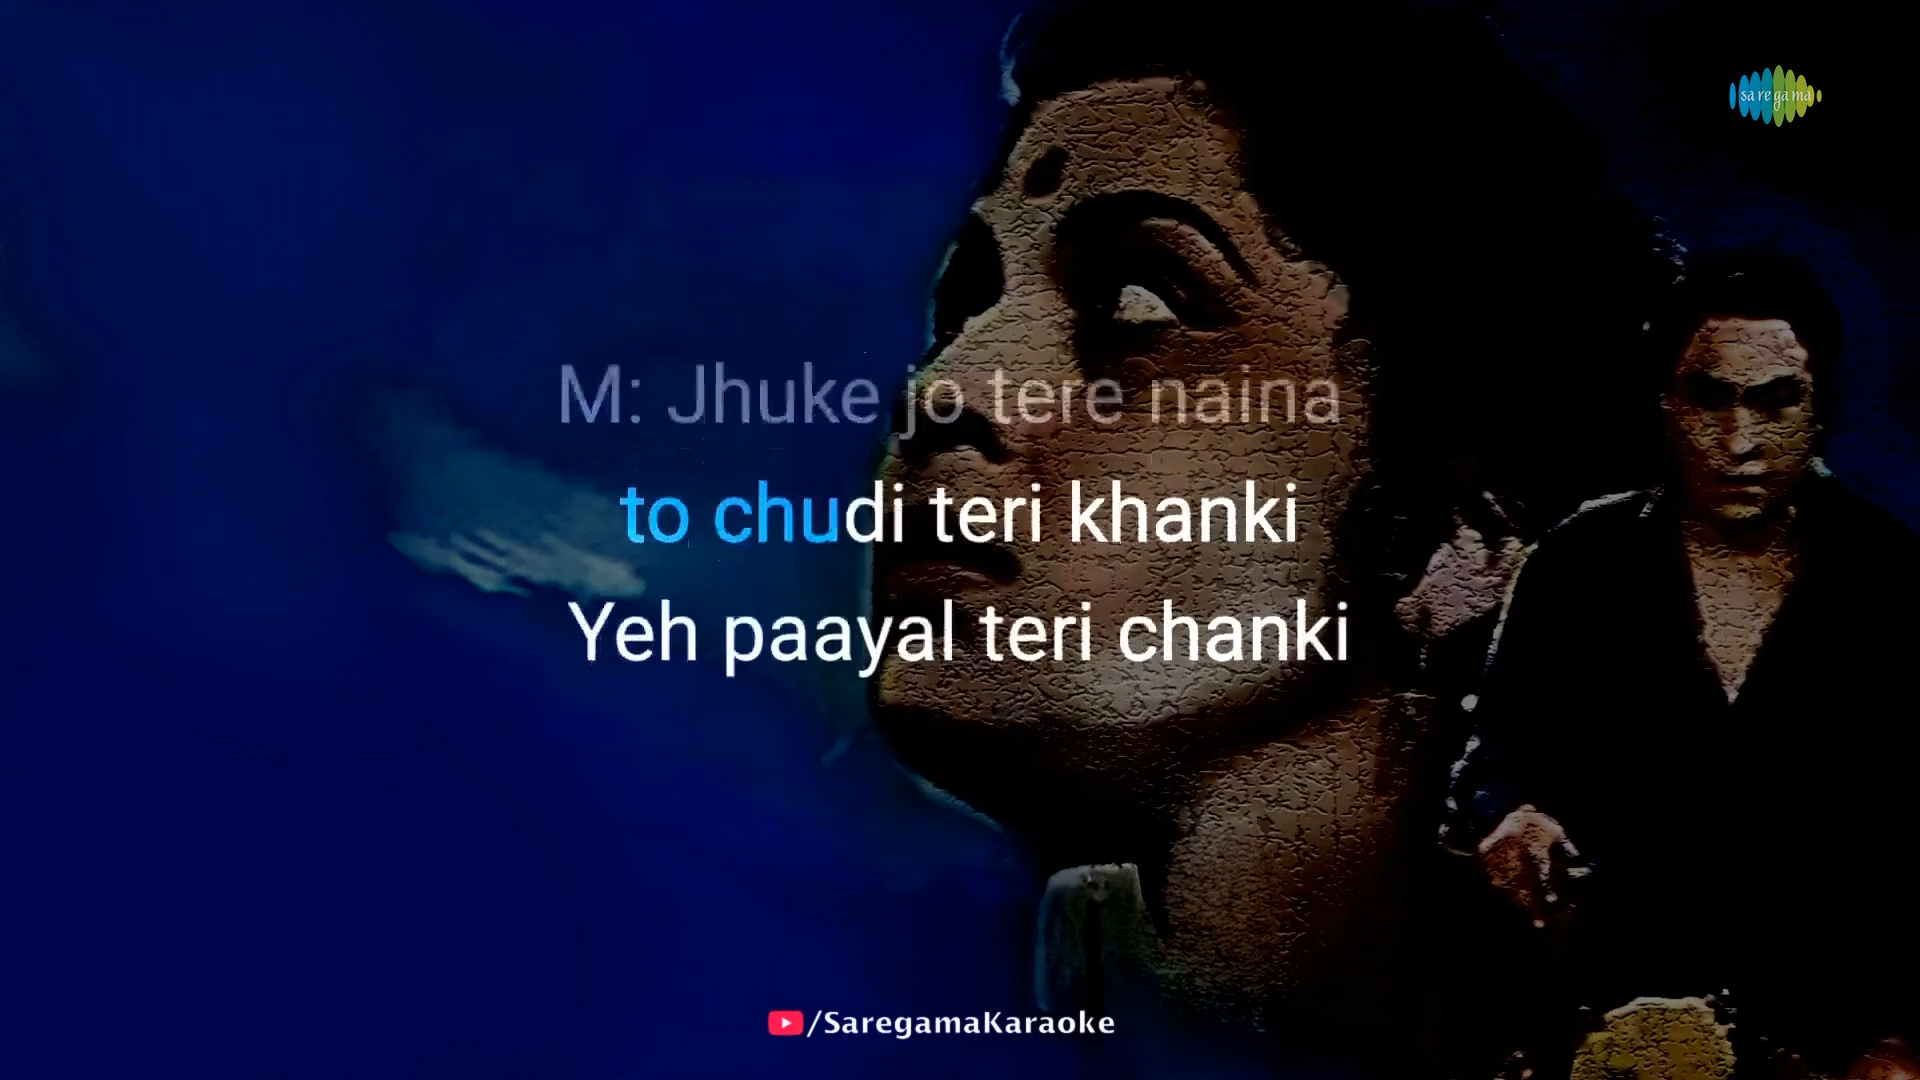 sa re ga ma
M: Jhuke jo tere naina
to chudi teri khanki
Yeh paayal teri chanki
/SaregamaKaraoke